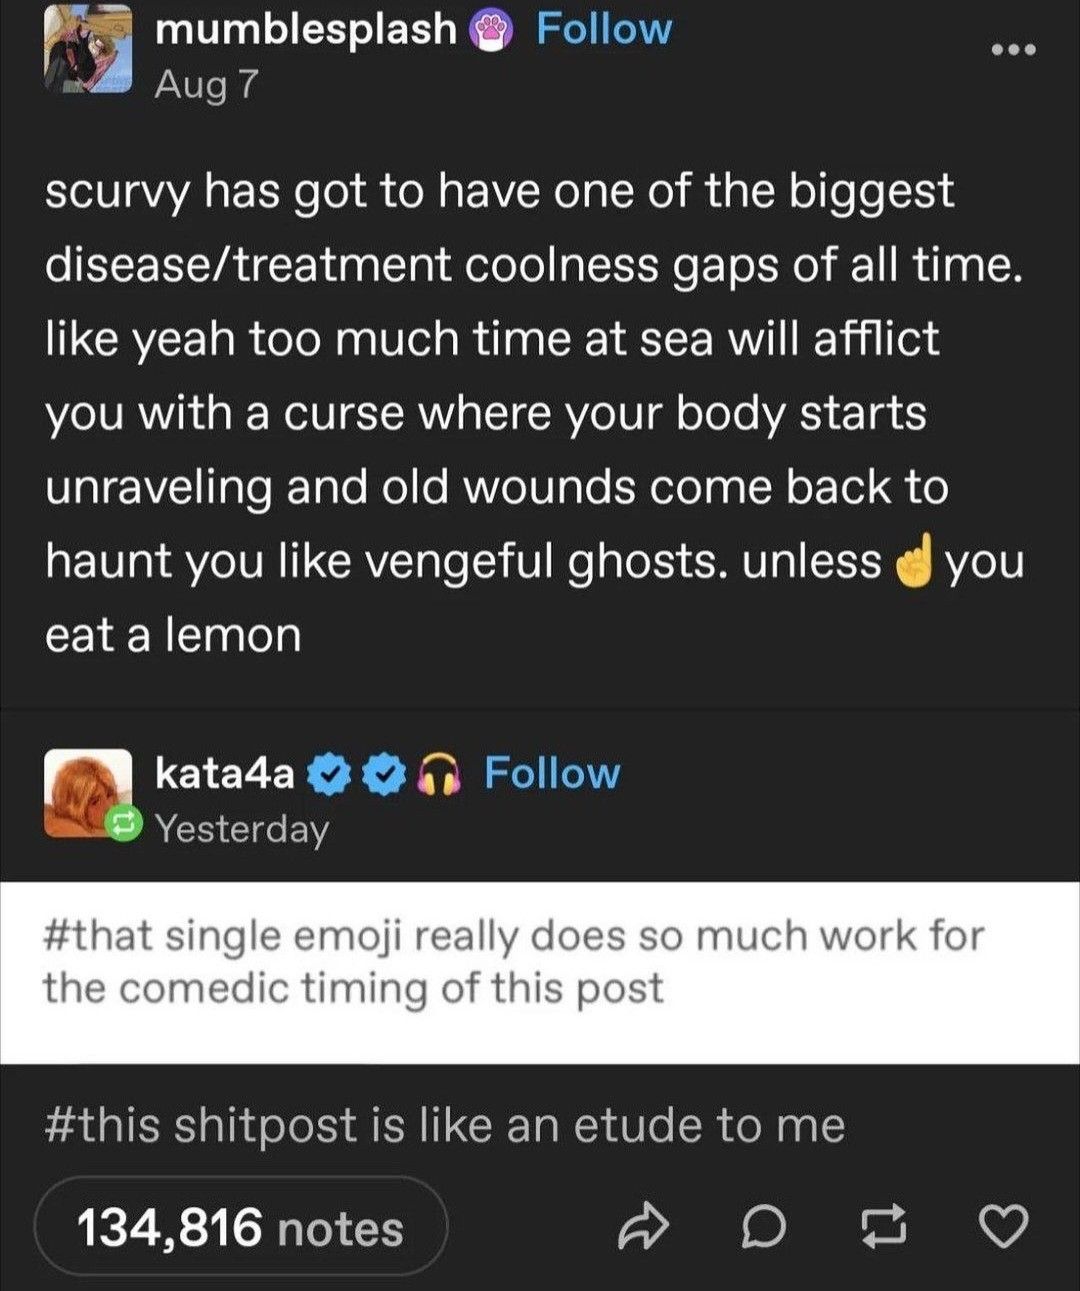 mumblesplash Follow
Aug 7
scurvy has got to have one of the biggest
disease/treatment coolness gaps of all time.
like yeah too much time at sea will afflict
you with a curse where your body starts
unraveling and old wounds come back to
haunt you like vengeful ghosts. unless ☝️ you
eat a lemon
kata4a Follow
Yesterday
#that single emoji really does so much work for
the comedic timing of this post
#this shitpost is like an etude to me
134,816 notes